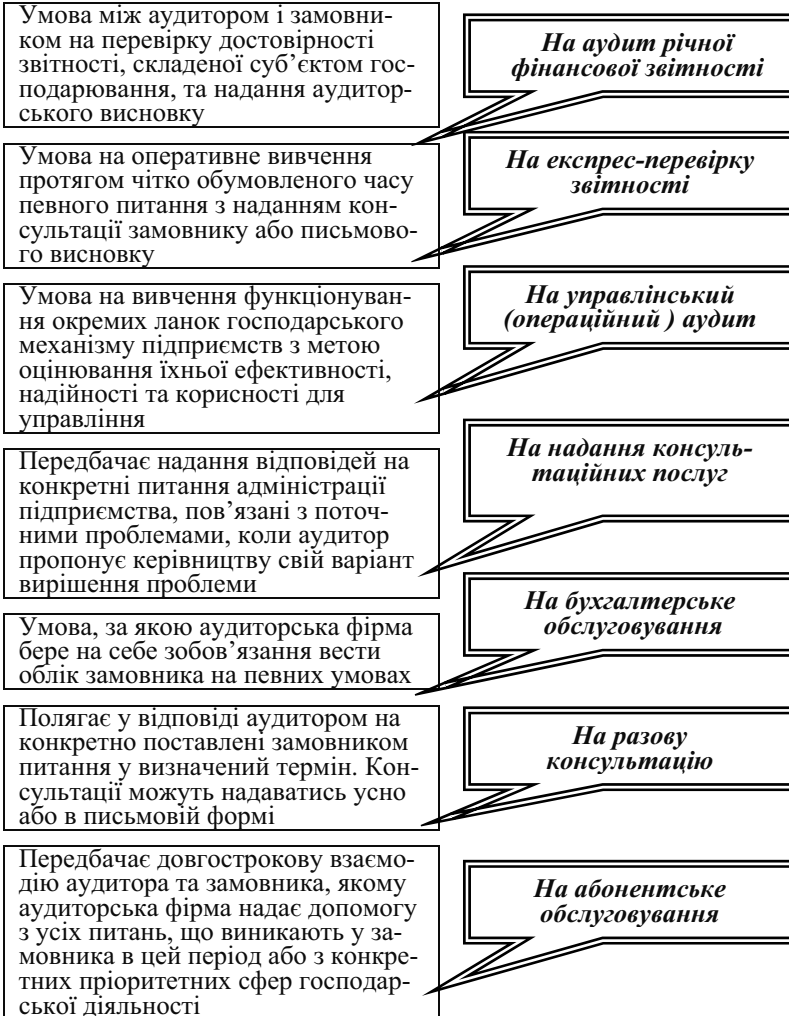 Умова між аудитором і замовни-
ком на перевірку достовірності
звітності, складеної суб’єктом гос-
подарювання, та надання аудитор-
ського висновку
На аудит річної
фінансової звітності
Умова на оперативне вивчення
протягом чітко обумовленого часу
певного питання з наданням кон-
сультації замовнику або письмово-
го висновку
На експрес-перевірку
звітності
Умова на вивчення функціонуван-
ня окремих ланок господарського
механізму підприємств з метою
оцінювання їхньої ефективності,
надійності та корисності для
управління
На управлінський
(операційний ) аудит
Передбачає надання відповідей на
конкретні питання адміністрації
підприємства, пов’язані з поточ-
ними проблемами, коли аудитор
пропонує керівництву свій варіант
вирішення проблеми
На надання консуль-
таційних послуг
Умова, за якою аудиторська фірма
бере на себе зобов’язання вести
облік замовника на певних умовах
На бухгалтерське
обслуговування
Полягає у відповіді аудитором на
конкретно поставлені замовником
питання у визначений термін. Кон-
сультації можуть надаватись усно
або в письмовій формі
На разову
консультацію
Передбачає довгострокову взаємо-
дію аудитора та замовника, якому
аудиторська фірма надає допомогу
з усіх питань, що виникають у за-
мовника в цей період або з конкре-
тних пріоритетних сфер господар-
ської діяльності
На абонентське
обслуговування